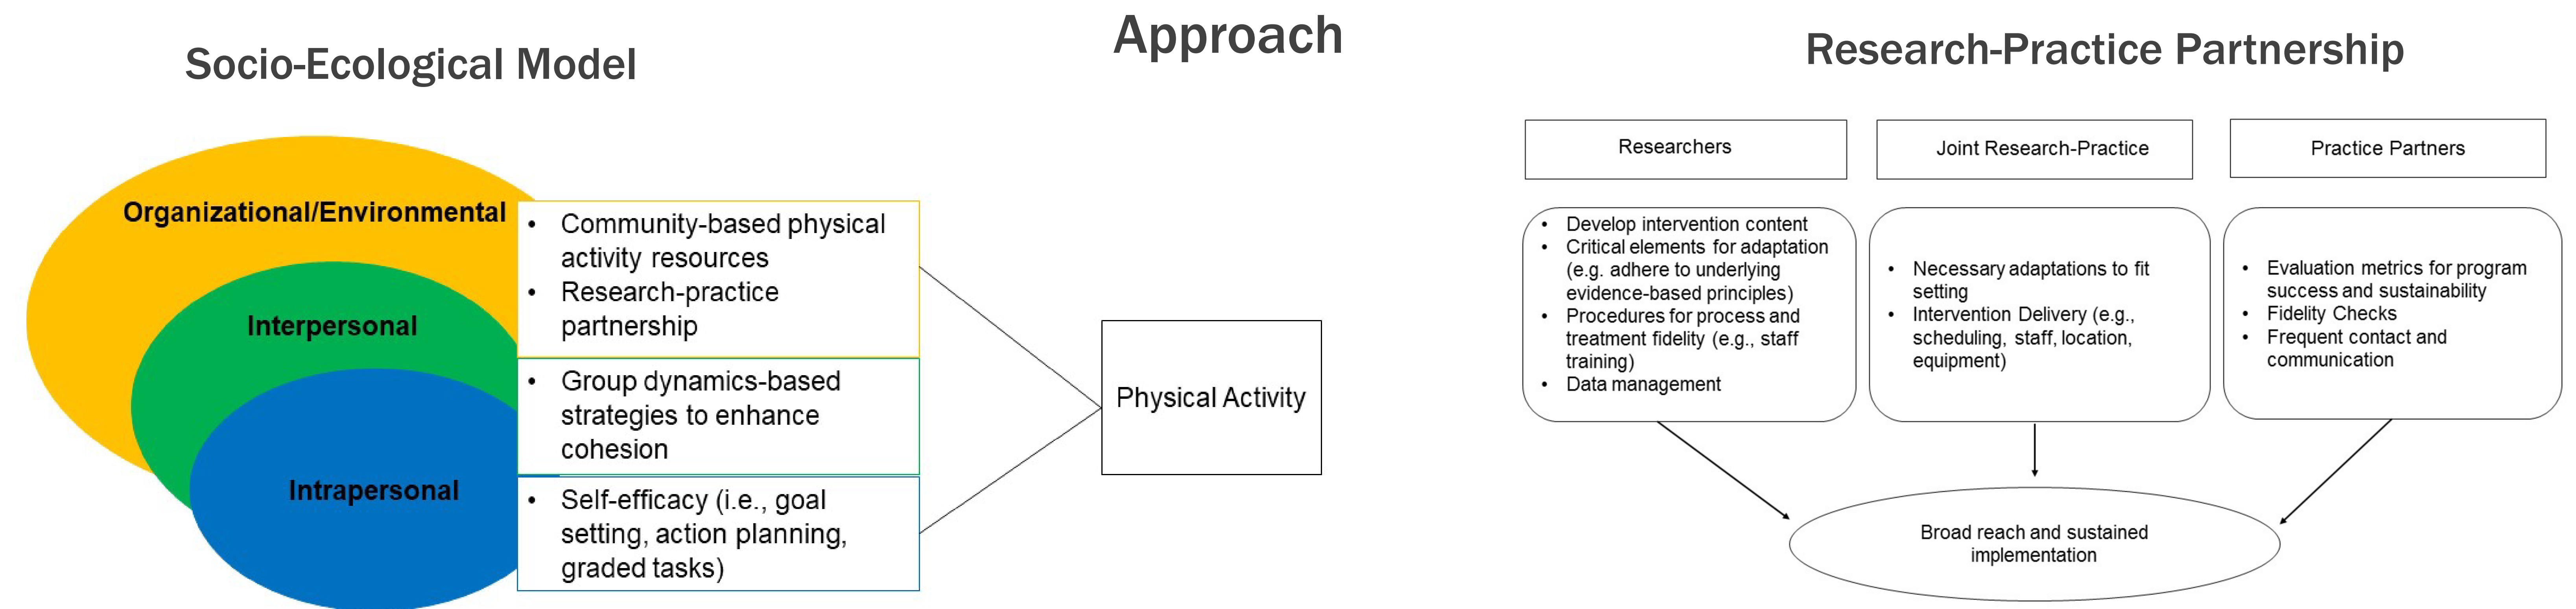 Approach
Socio-Ecological Model
Organizational/Environmental
Interpersonal
Intrapersonal
• Community-based physical
activity resources
• Research-practice
partnership
• Group dynamics-based
strategies to enhance
cohesion
• Self-efficacy (i.e., goal
setting, action planning,
graded tasks)
Physical Activity
Research-Practice Partnership
Researchers
• Develop intervention content
• Critical elements for adaptation
(e.g. adhere to underlying
evidence-based principles)
• Procedures for process and
treatment fidelity (e.g., staff
training)
• Data management
Joint Research-Practice
• Necessary adaptations to fit
setting
• Intervention Delivery (e.g.,
scheduling, staff, location,
equipment)
Practice Partners
• Evaluation metrics for program
success and sustainability
• Fidelity Checks
• Frequent contact and
communication
Broad reach and sustained
implementation